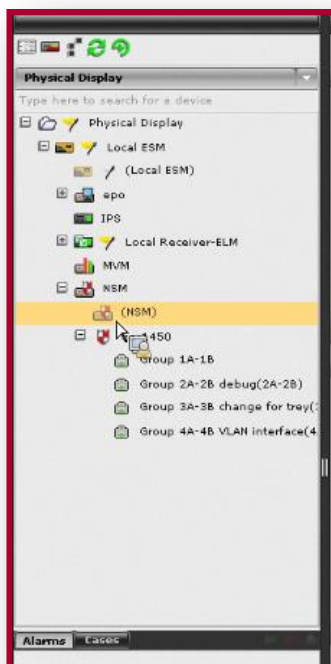 Physical Display
Type here to search for a device
Physical Display
Local ESM
(Local ESM)
epo
IPS
Local Receiver-ELM
MVM
NSM
(NSM)
1450
Group 1A-1B
Group 2A-2B debug(2A-2B)
Group 3A-3B change for trey(
Group 4A-4B VLAN interface(4
Alarms Cases